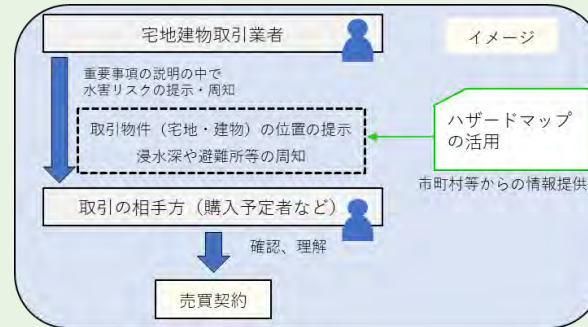 宅地建物取引業者
イメージ
重要事項の説明の中で
水害リスクの提示・周知
取引物件（宅地・建物）の位置の提示
浸水深や避難所等の周知
ハザードマップ
の活用
市町村等からの情報提供
取引の相手方（購入予定者など）
確認、理解
売買契約